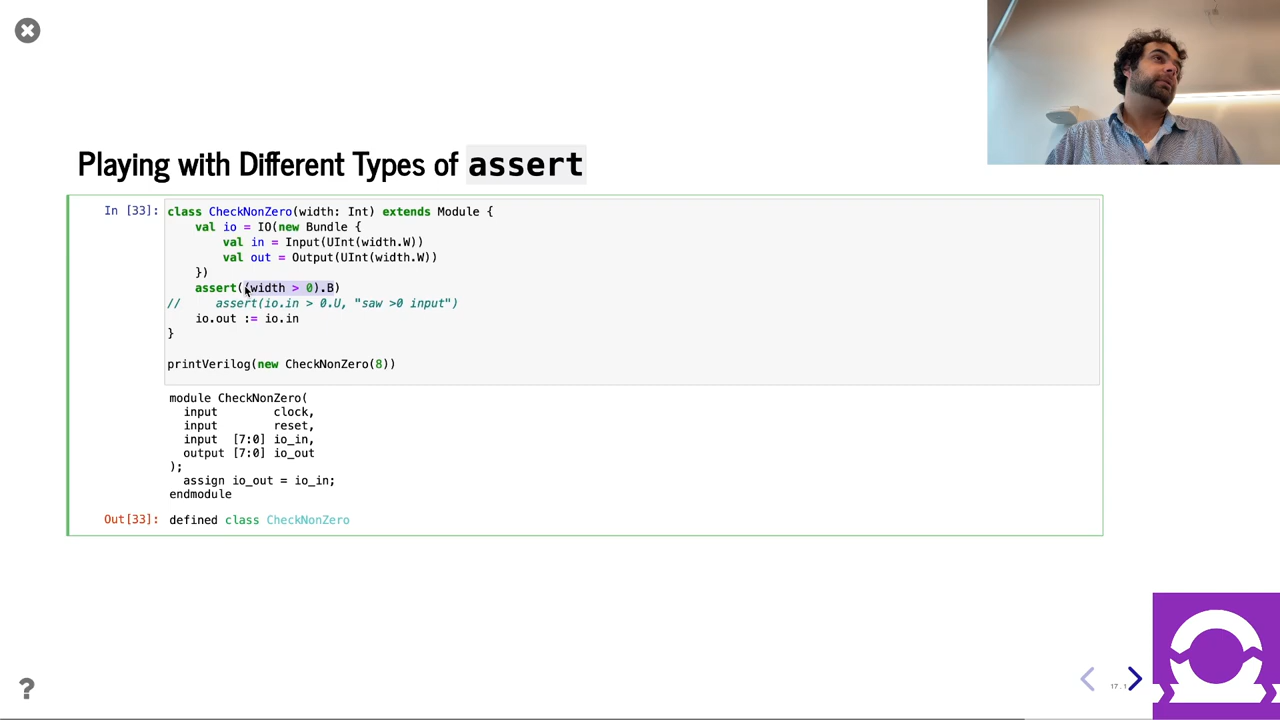 Playing with Different Types of assert
In [33]: class CheckNonZero(width: Int) extends Module {
val io = IO(new Bundle {
val in = Input(UInt(width.W))
val out = Output(UInt(width.W))
})
assert((width > 0).B)
// assert(io.in > 0.U, "saw >0 input")
io.out := io.in
}
printVerilog(new CheckNonZero(8))
module CheckNonZero(
input clock,
input reset,
input [7:0] io_in,
output [7:0] io_out
);
assign io_out = io_in;
endmodule
Out[33]: defined class CheckNonZero
?
17.1